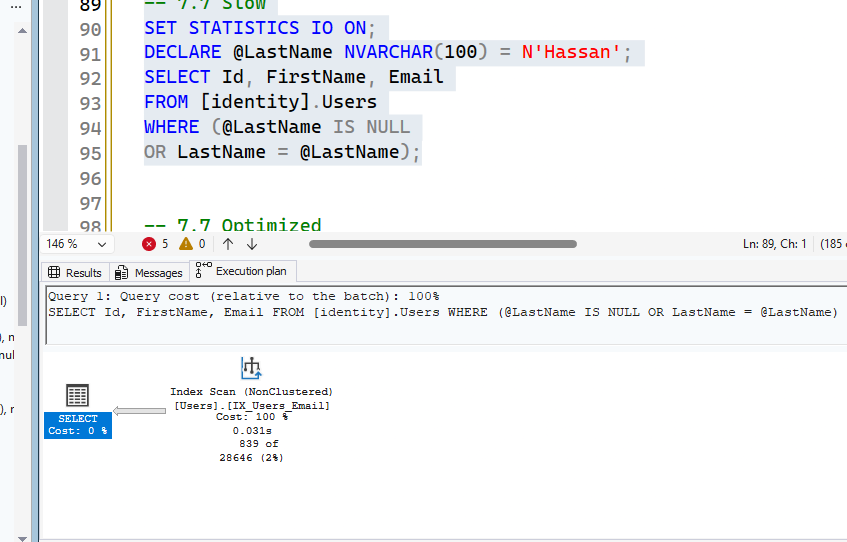 ...
89
-- 7.7 Slow
90
SET STATISTICS IO ON;
91
DECLARE @LastName NVARCHAR(100) = N'Hassan';
92
SELECT Id, FirstName, Email
93
FROM [identity].Users
94
WHERE (@LastName IS NULL
95
OR LastName = @LastName);
96
97
98
-- 7.7 Optimized
146 %
5
0
Ln: 89, Ch: 1
(185
Results
Messages
Execution plan
l)
), n
nul
), r
Query 1: Query cost (relative to the batch): 100%
SELECT Id, FirstName, Email FROM [identity].Users WHERE (@LastName IS NULL OR LastName = @LastName)
SELECT
Cost: 0 %
Index Scan (NonClustered)
[Users].[IX_Users_Email]
Cost: 100 %
0.031s
839 of
28646 (2%)